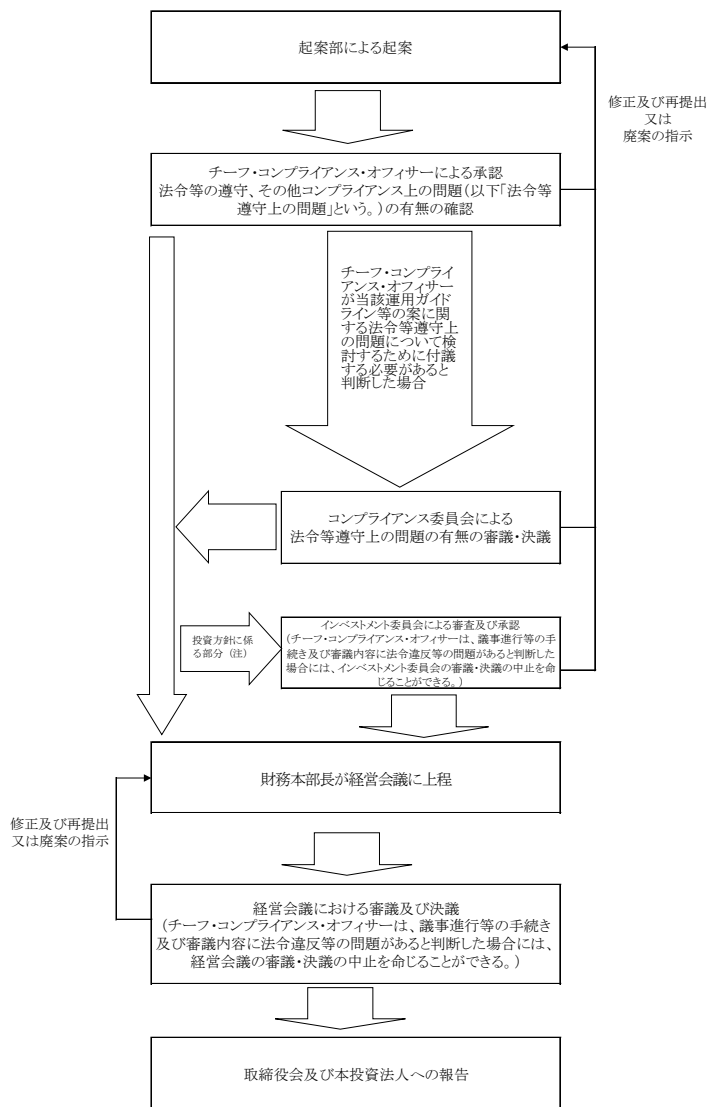 起案部による起案
修正及び再提出
又は
廃案の指示
チーフ・コンプライアンス・オフィサーによる承認
法令等の遵守、その他コンプライアンス上の問題(以下「法令等
遵守上の問題」という。)の有無の確認
チーフ・コンプライ
アンス・オフィサー
が当該運用ガイド
ライン等の案に関
する法令等遵守上
の問題について検
討するために付議
する必要があると
判断した場合
コンプライアンス委員会による
法令等遵守上の問題の有無の審議・決議
投資方針に係
る部分(注)
インベストメント委員会による審査及び承認
(チーフ・コンプライアンス・オフィサーは、議事進行等の手
続き及び審議内容に法令違反等の問題があると判断した
場合には、インベストメント委員会の審議・決議の中止を命
じることができる。)
財務本部長が経営会議に上程
修正及び再提出
又は廃案の指示
経営会議における審議及び決議
(チーフ・コンプライアンス・オフィサーは、議事進行等の手続き
及び審議内容に法令違反等の問題があると判断した場合には、
経営会議の審議・決議の中止を命じることができる。)
取締役会及び本投資法人への報告